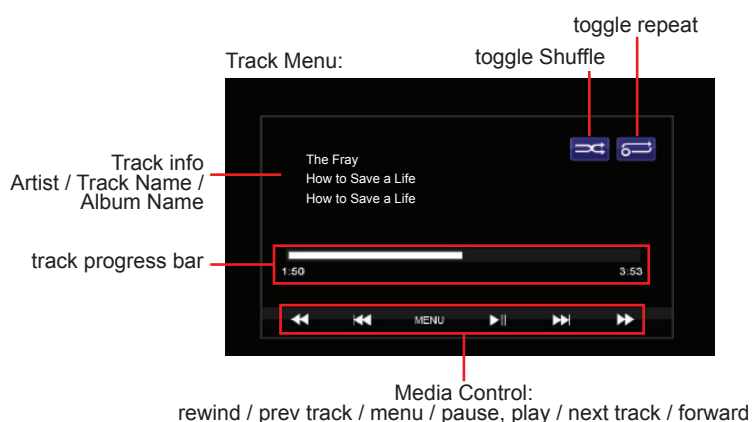 toggle repeat
toggle Shuffle
Track Menu:
Track info
Artist / Track Name /
Album Name
The Fray
How to Save a Life
How to Save a Life
track progress bar
1:50
3:53
MENU
Media Control:
rewind / prev track / menu / pause, play / next track / forward